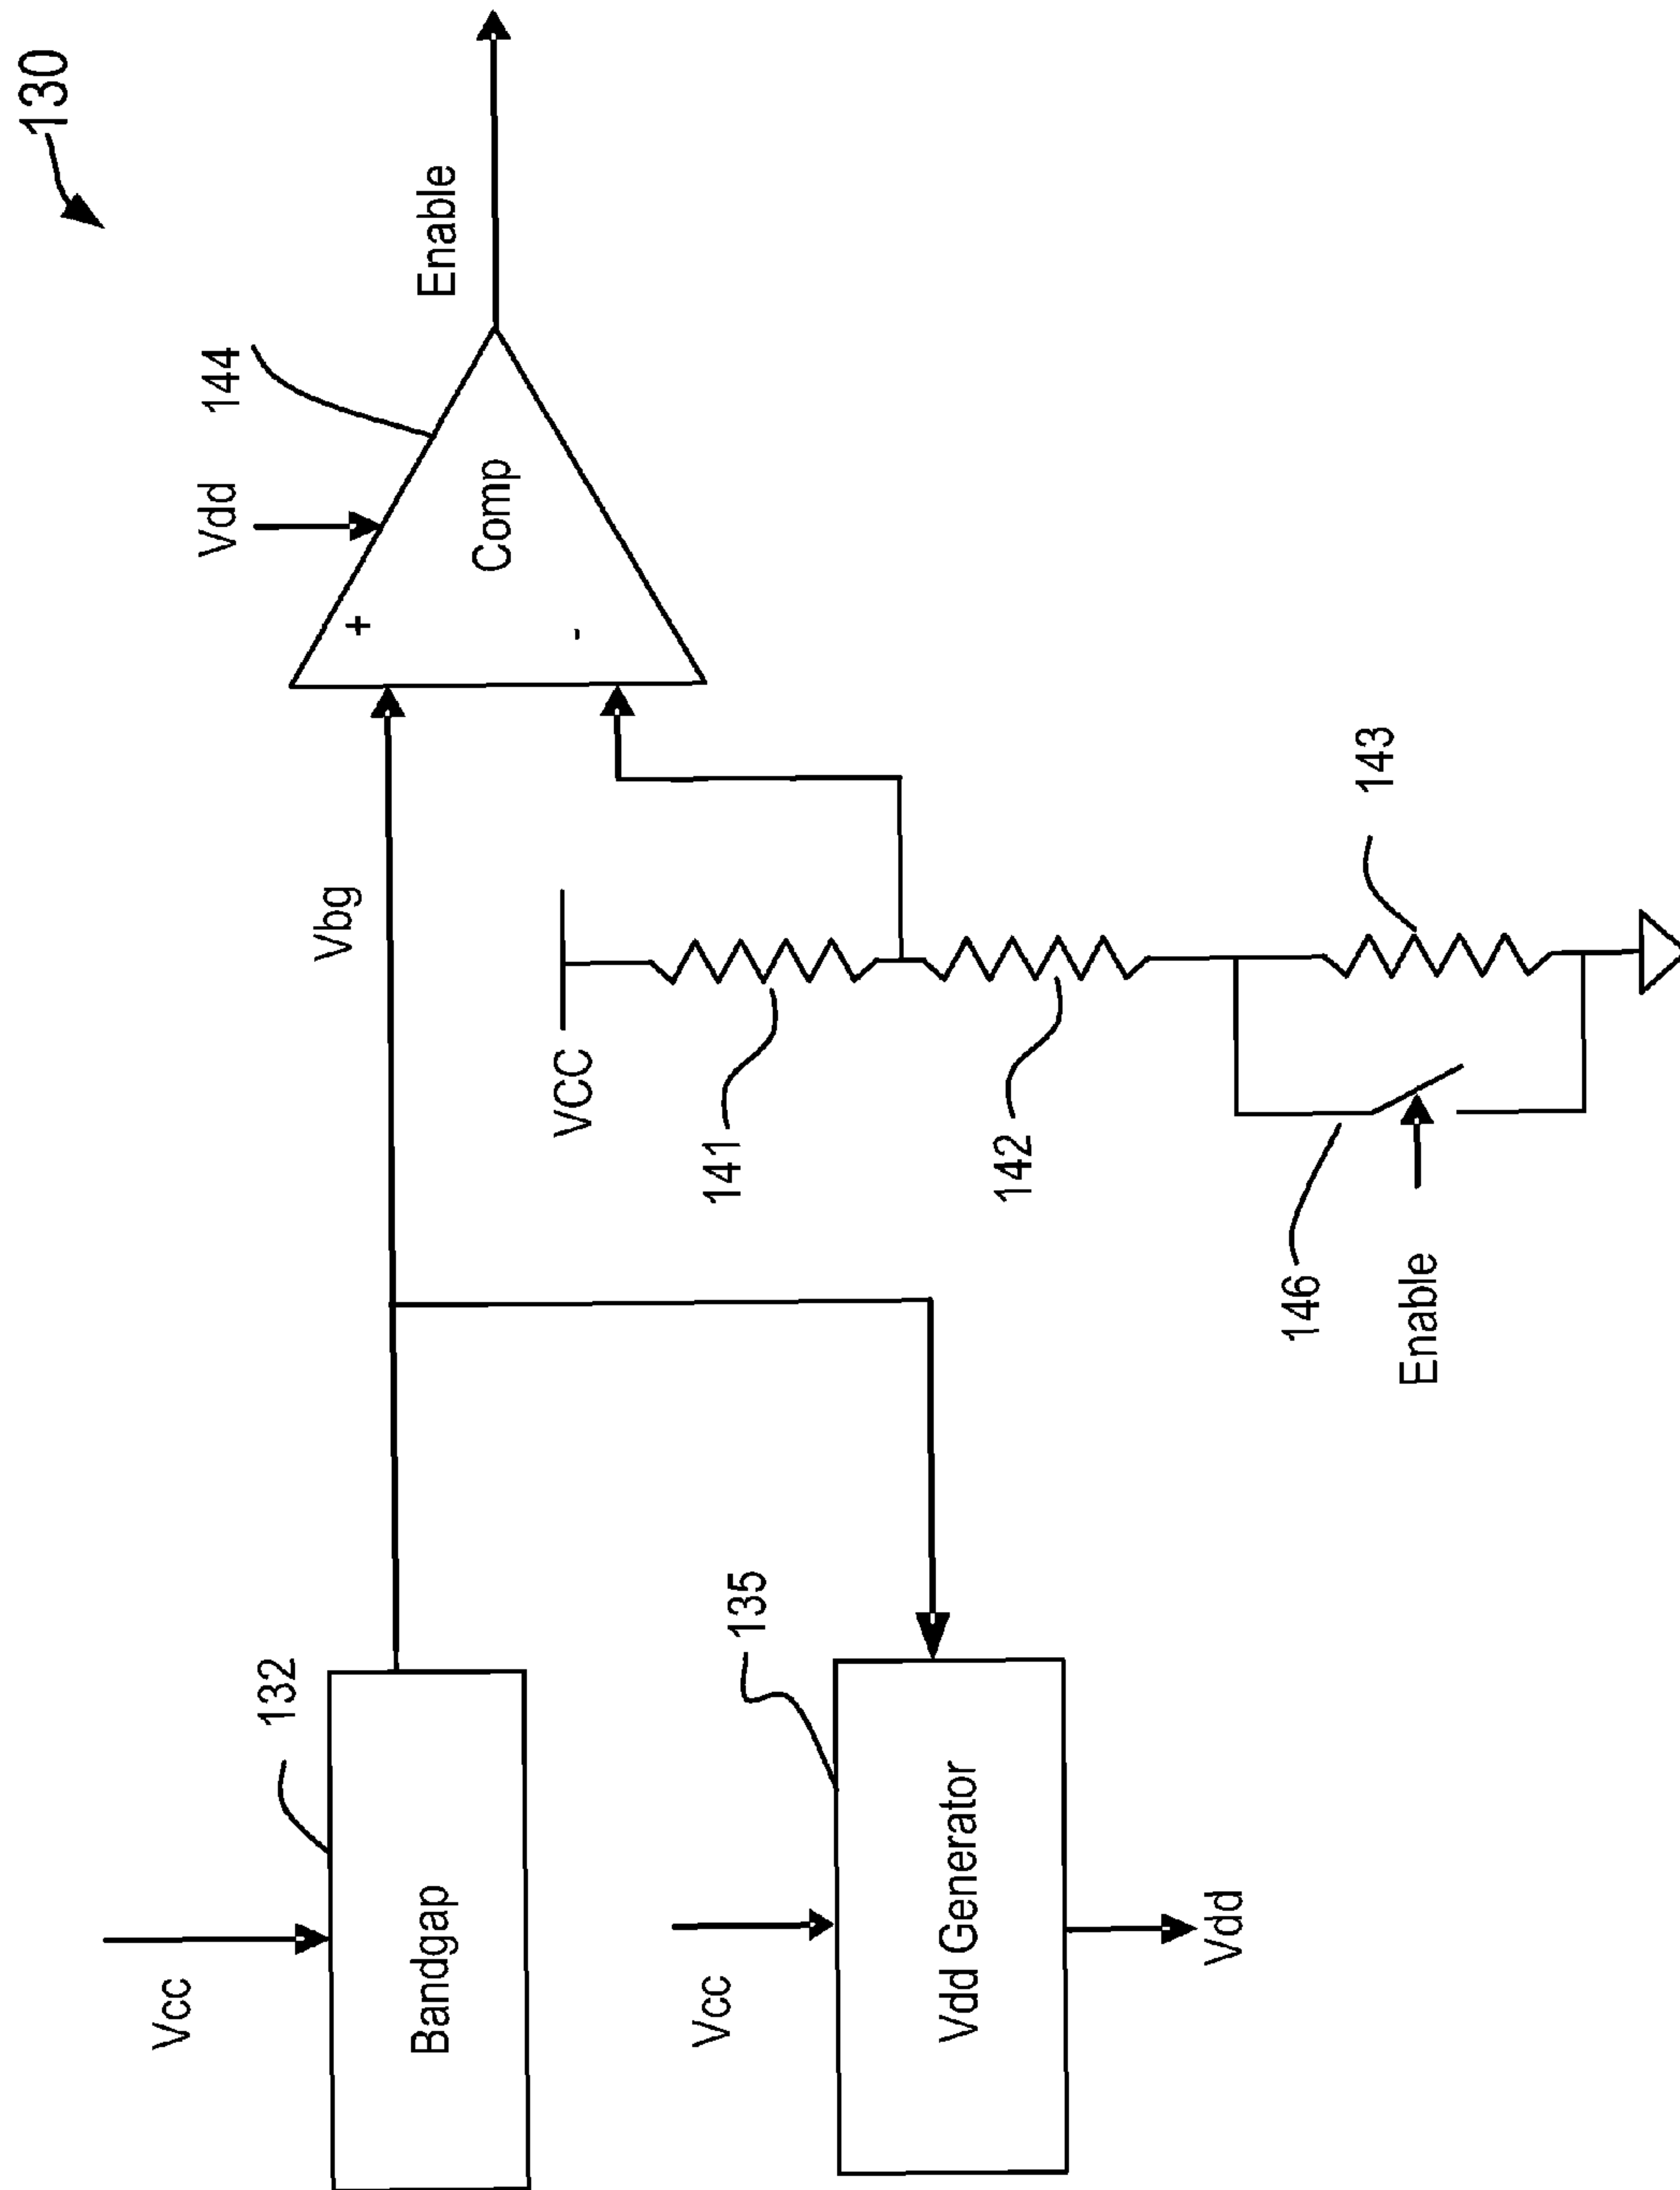 130
Enable
144
Vdd
+
Comp
-
Vbg
VCC
141
142
143
146
Enable
132
Vcc
Bandgap
135
Vcc
Vdd Generator
Vdd